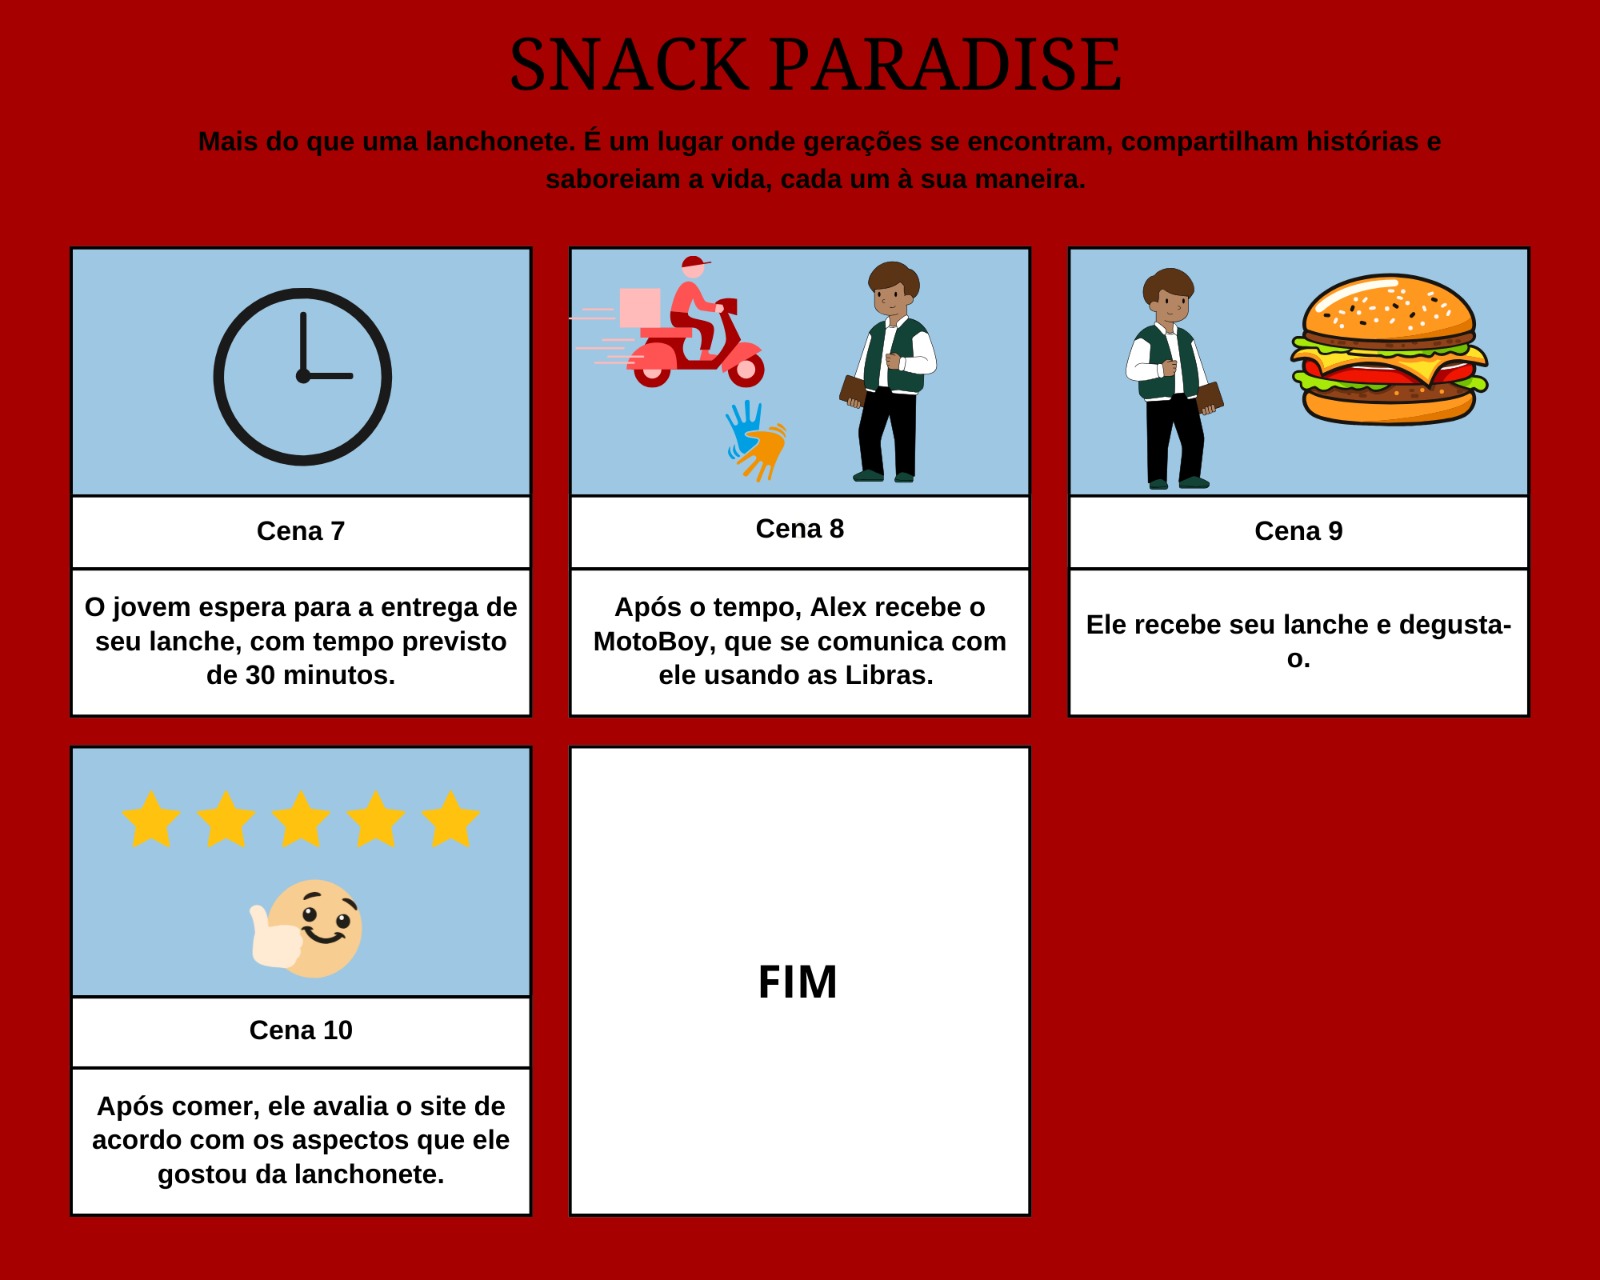 SNACK PARADISE
Mais do que uma lanchonete. É um lugar onde gerações se encontram, compartilham histórias e
saboreiam a vida, cada um à sua maneira.
Cena 7
O jovem espera para a entrega de
seu lanche, com tempo previsto
de 30 minutos.
Cena 8
Após o tempo, Alex recebe o
MotoBoy, que se comunica com
ele usando as Libras.
Cena 9
Ele recebe seu lanche e degusta-
o.
Cena 10
Após comer, ele avalia o site de
acordo com os aspectos que ele
gostou da lanchonete.
FIM